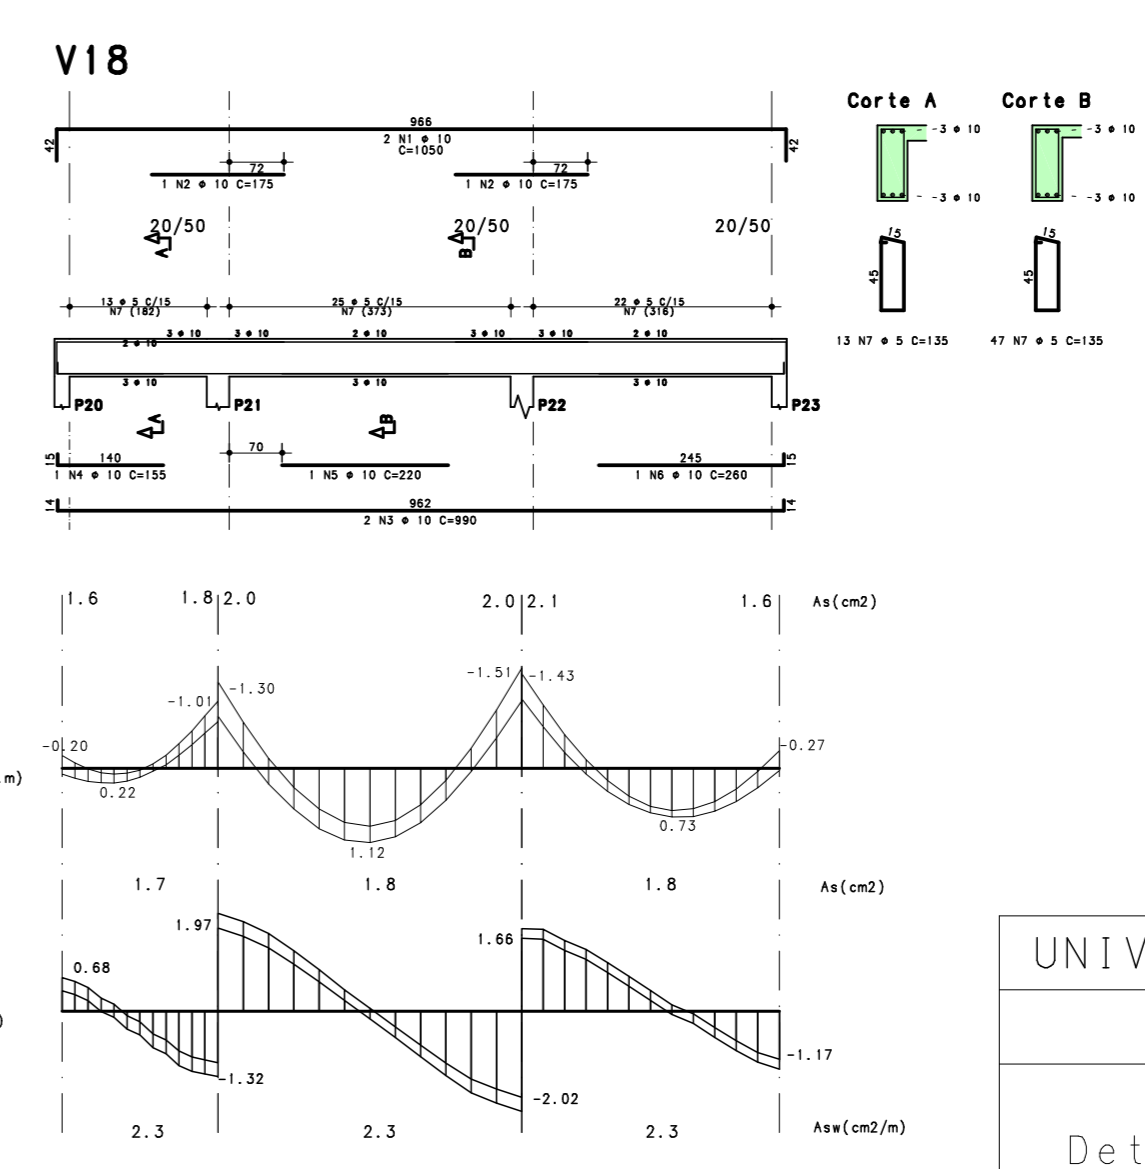 V18
Corte A
Corte B
966
42
2 N1 ø 10
C=1050
42
-3 ø 10
-3 ø 10
72
72
1 N2 ø 10 C=175
1 N2 ø 10 C=175
-3 ø 10
-3 ø 10
20/50
20/50
20/50
A
B
15
15
45
45
13 ø 5 C/15
N7 (182)
25 ø 5 C/15
N7 (373)
22 ø 5 C/15
N7 (316)
3 ø 10
3 ø 10
2 ø 10
3 ø 10
3 ø 10
2 ø 10
2 ø 10
13 N7 ø 5 C=135
47 N7 ø 5 C=135
3 ø 10
3 ø 10
3 ø 10
P20
P21
P22
P23
A
B
70
15
140
245
15
1 N4 ø 10 C=155
1 N5 ø 10 C=220
1 N6 ø 10 C=260
14
962
14
2 N3 ø 10 C=990
1.6
1.8
2.0
2.0
2.1
1.6
As(cm2)
-0.20
-1.01
-1.30
-1.51
-1.43
-0.27
m)
0.22
1.12
0.73
1.7
1.8
1.8
As(cm2)
0.68
1.97
1.66
)
-1.32
-2.02
-1.17
2.3
2.3
2.3
Asw(cm2/m)
UNIV
Det